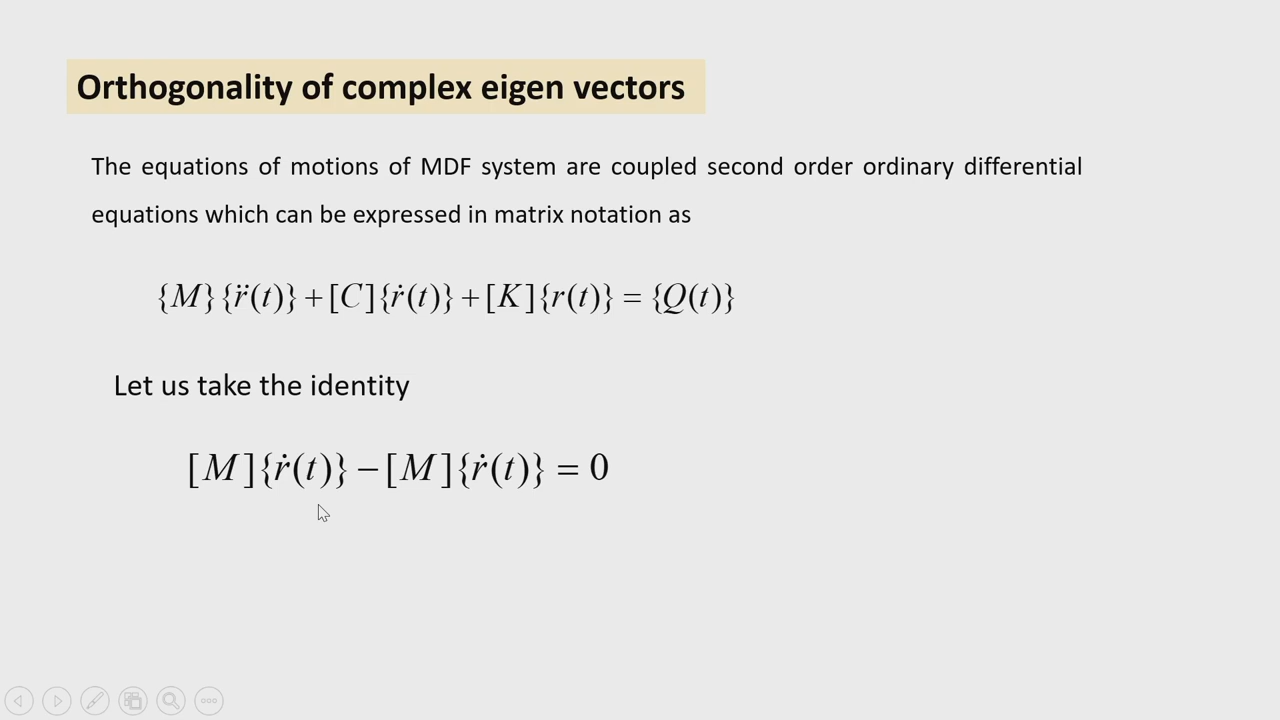 Orthogonality of complex eigen vectors
The equations of motions of MDF system are coupled second order ordinary differential
equations which can be expressed in matrix notation as
{M}{r̈(t)}+[C]{ṙ(t)}+[K]{r(t)} = {Q(t)}
Let us take the identity
[M]{ṙ(t)} − [M]{ṙ(t)} = 0